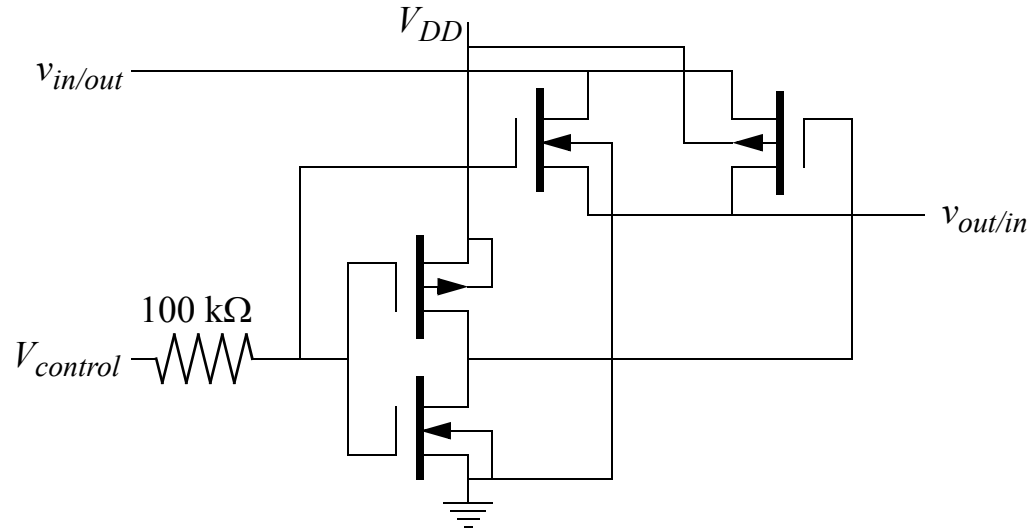 V_DD
v_in/out
v_out/in
100 kΩ
V_control